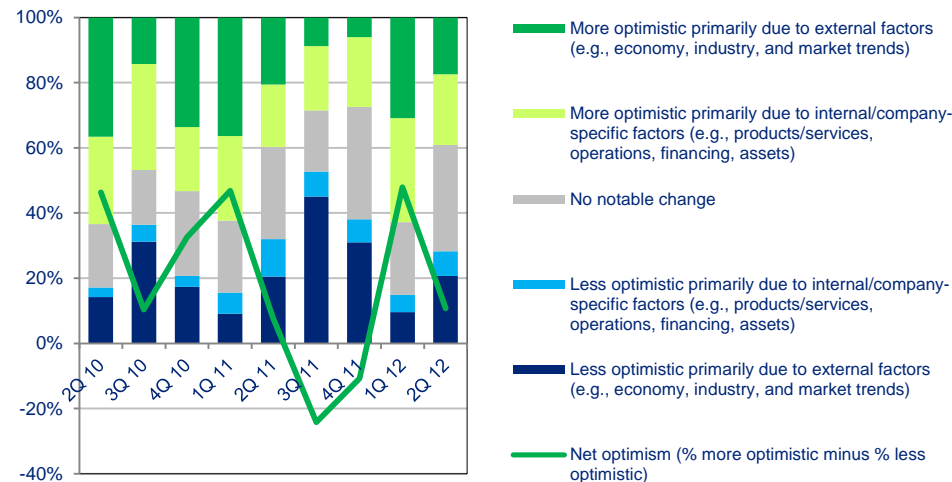 100%
80%
60%
40%
20%
0%
-20%
-40%
2Q 10
3Q 10
4Q 10
1Q 11
2Q 11
3Q 11
4Q 11
1Q 12
2Q 12
More optimistic primarily due to external factors
(e.g., economy, industry, and market trends)
More optimistic primarily due to internal/company-
specific factors (e.g., products/services,
operations, financing, assets)
No notable change
Less optimistic primarily due to internal/company-
specific factors (e.g., products/services,
operations, financing, assets)
Less optimistic primarily due to external factors
(e.g., economy, industry, and market trends)
Net optimism (% more optimistic minus % less
optimistic)